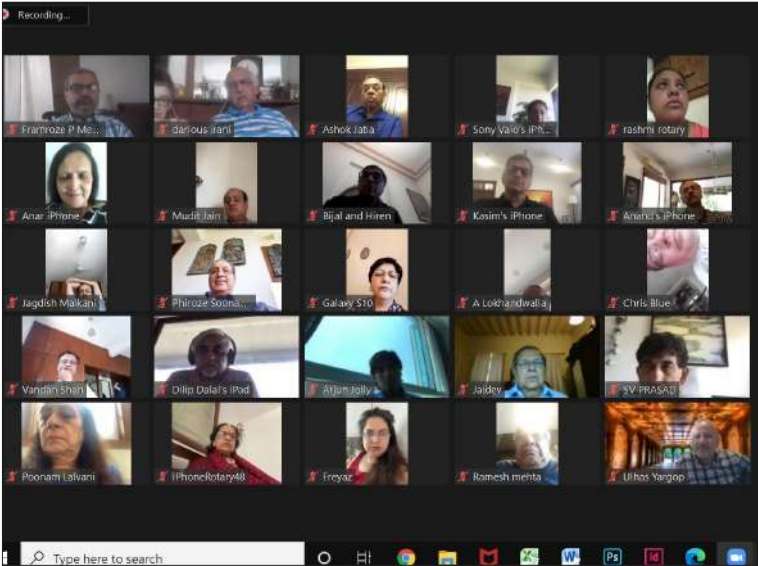 Recording...
Framroze P Me...
darious irani
Ashok Jatia
Sony Vaio's iPh...
rashmi rotary
Anar iPhone
Mudit Jain
Bijal and Hiren
Kasim's iPhone
Anand's iPhone
Jagdish Malkani
Phiroze Soona...
Galaxy S10
A Lokhandwalla
Chris Blue
Vandan Shah
Dilip Dalal's iPad
Arjun Jolly
Jaidev
SV PRASAD
Poonam Lalvani
iPhoneRotary48
Freyaz
Ramesh mehta
Ulhas Yargop
Type here to search
Ps
Id